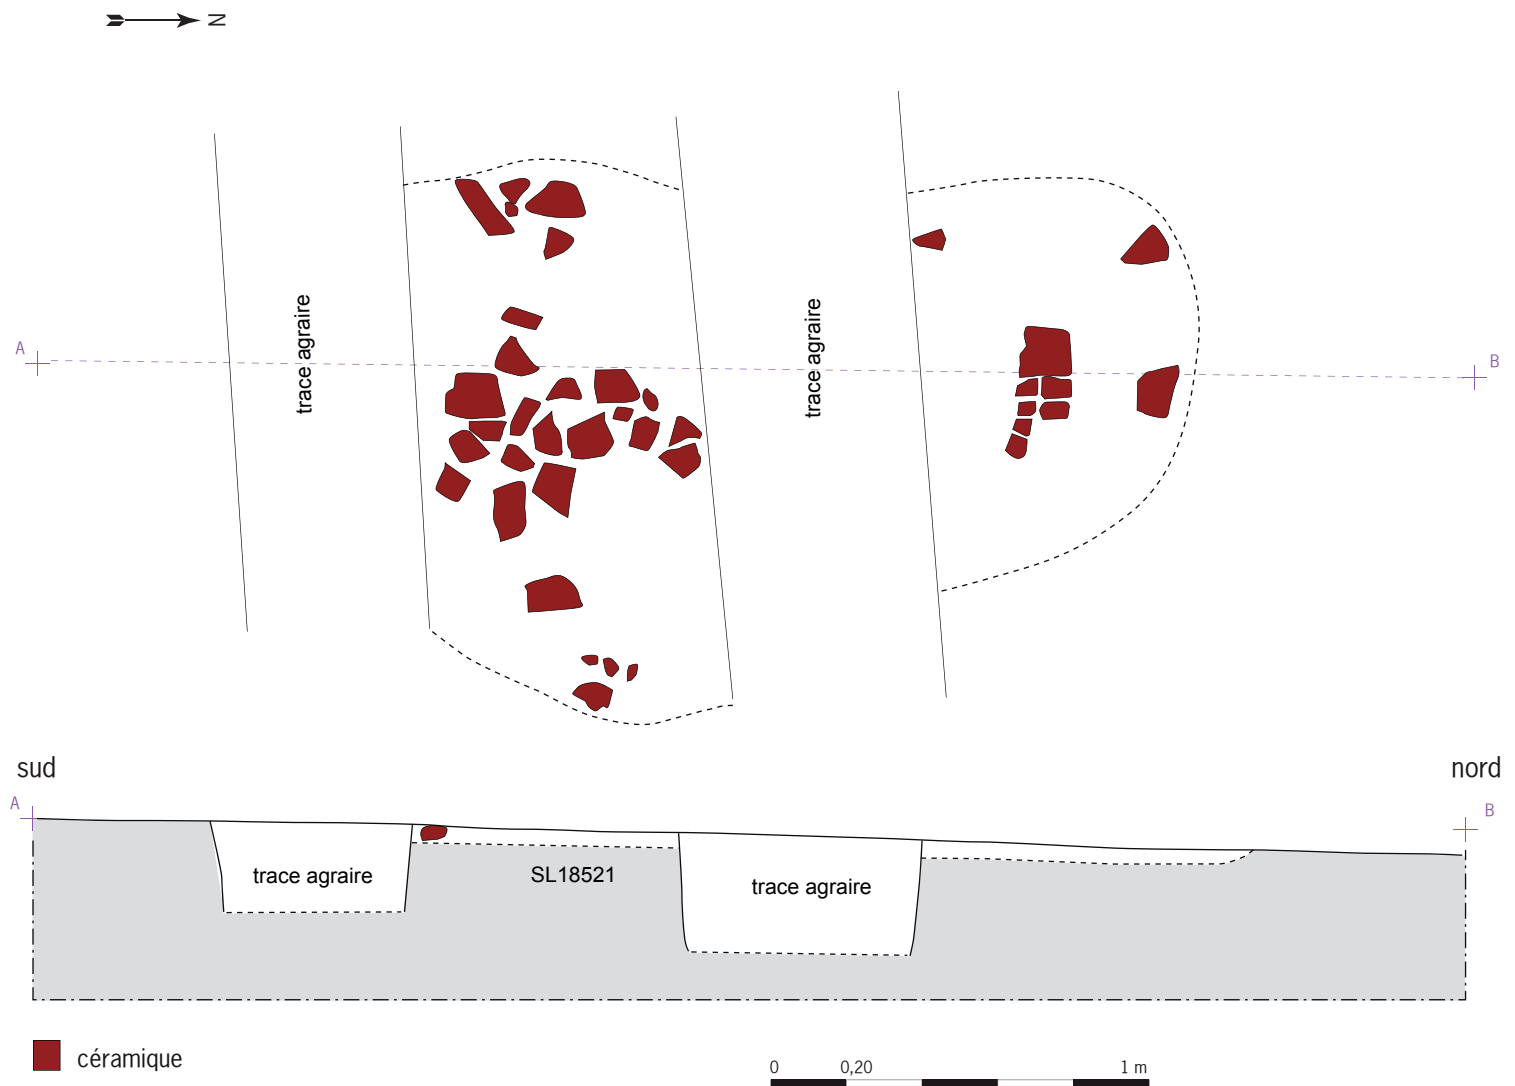 N
A
trace agraire
trace agraire
B
sud
nord
A
B
trace agraire
SL18521
trace agraire
céramique
0
0,20
1 m